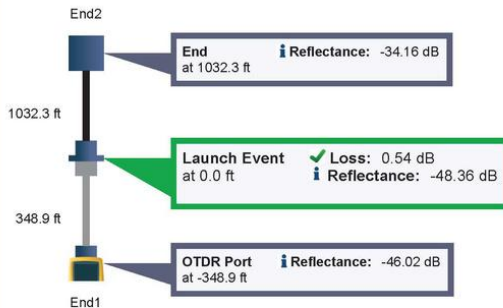 End2
End
at 1032.3 ft
i Reflectance: -34.16 dB
1032.3 ft
Launch Event
at 0.0 ft
✓ Loss: 0.54 dB
i Reflectance: -48.36 dB
348.9 ft
OTDR Port
at -348.9 ft
i Reflectance: -46.02 dB
End1